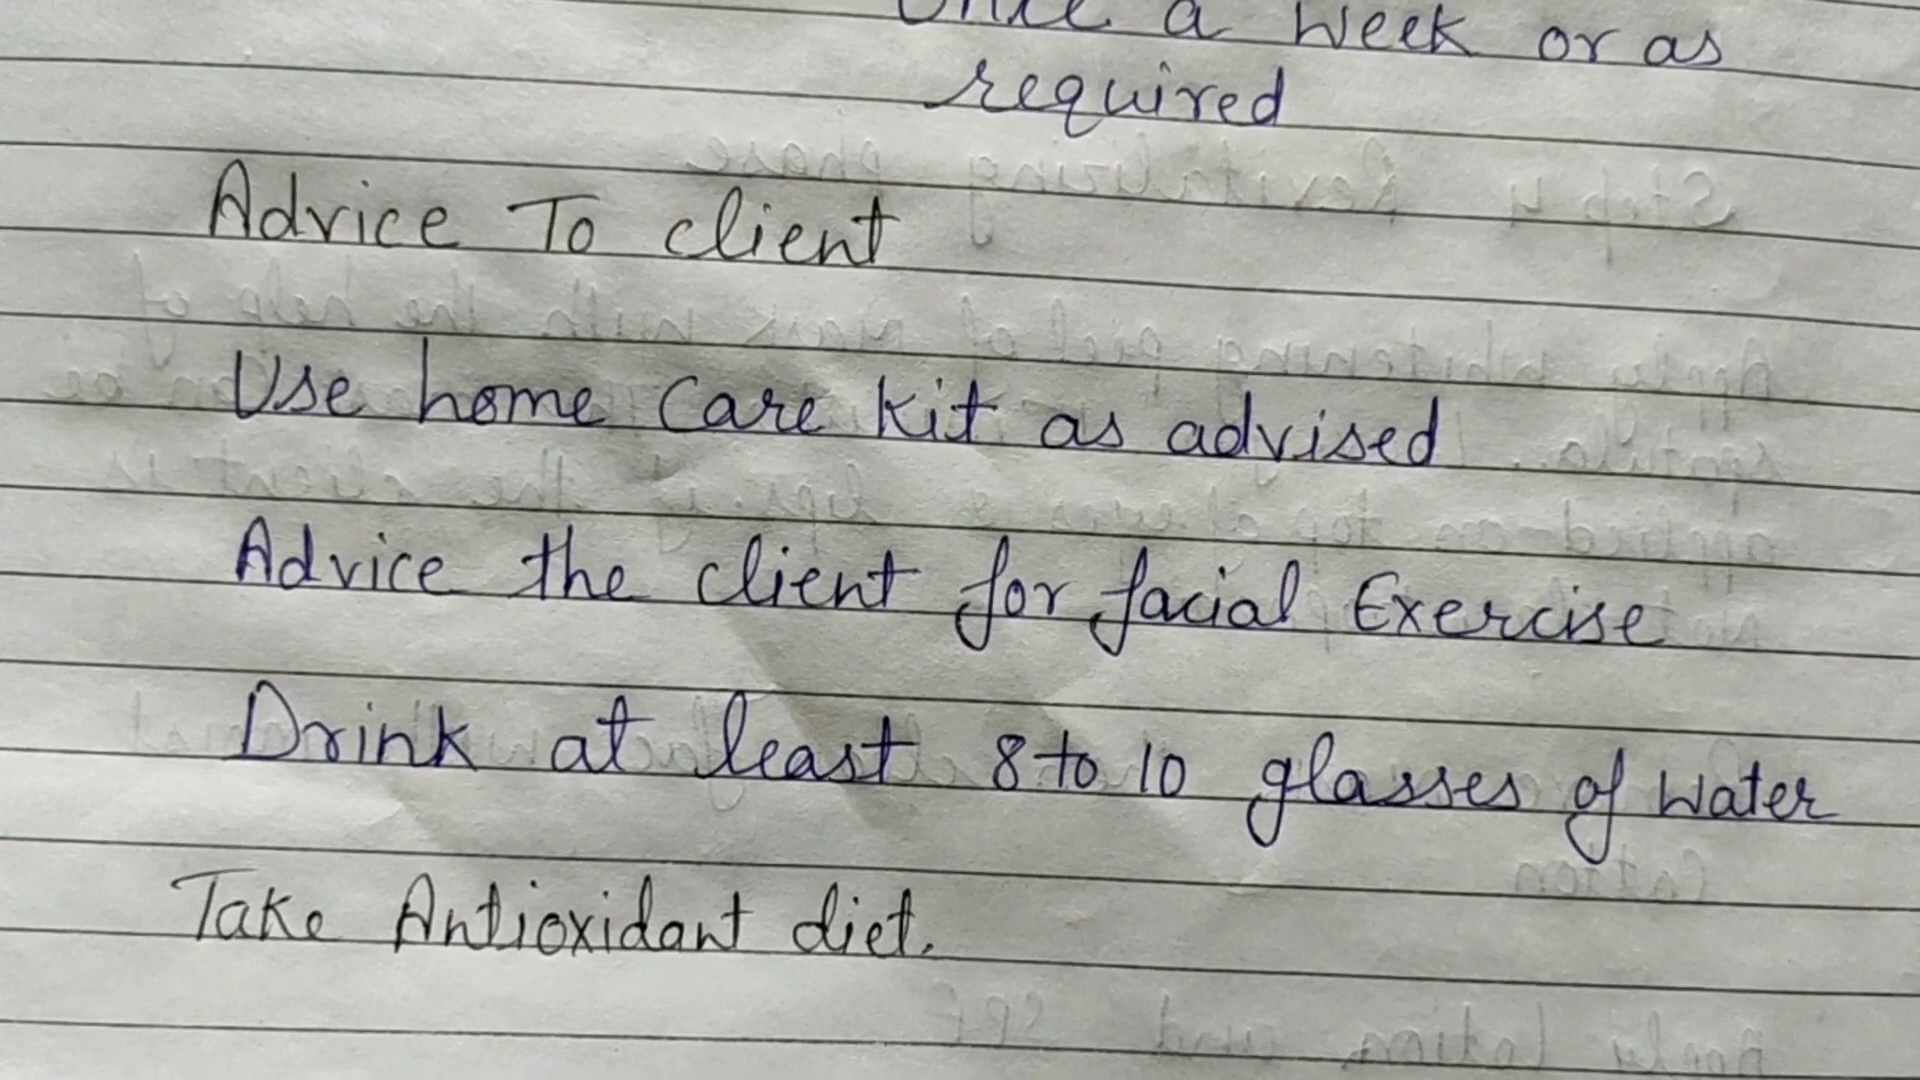 Once a week or as
required
Advice To client
Use home care kit as advised
Advice the client for facial Exercise
Drink at least 8 to 10 glasses of water
Take Antioxidant diet.